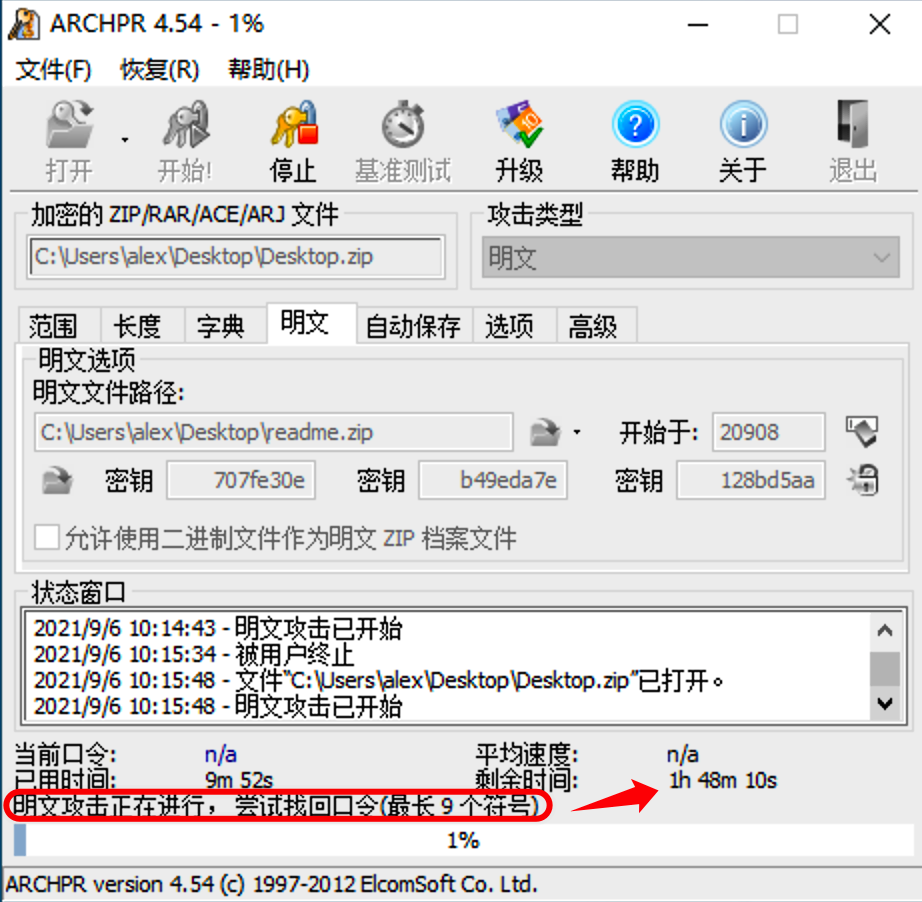 ARCHPR 4.54 - 1%
文件(F) 恢复(R) 帮助(H)
打开 开始! 停止 基准测试 升级 帮助 关于 退出
加密的 ZIP/RAR/ACE/ARJ 文件 攻击类型
C:\Users\alex\Desktop\Desktop.zip 明文
范围 长度 字典 明文 自动保存 选项 高级
明文选项
明文文件路径:
C:\Users\alex\Desktop\readme.zip 开始于: 20908
密钥 707fe30e 密钥 b49eda7e 密钥 128bd5aa
允许使用二进制文件作为明文 ZIP 档案文件
状态窗口
2021/9/6 10:14:43 - 明文攻击已开始
2021/9/6 10:15:34 - 被用户终止
2021/9/6 10:15:48 - 文件“C:\Users\alex\Desktop\Desktop.zip”已打开。
2021/9/6 10:15:48 - 明文攻击已开始
当前口令: n/a 平均速度: n/a
已用时间: 9m 52s 剩余时间: 1h 48m 10s
明文攻击正在进行，尝试找回口令(最长 9 个符号)
1%
ARCHPR version 4.54 (c) 1997-2012 ElcomSoft Co. Ltd.